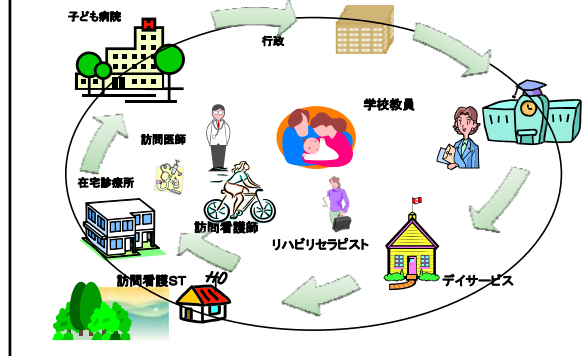 子ども病院
行政
学校教員
訪問医師
在宅診療所
訪問看護師
リハビリセラピスト
デイサービス
訪問看護ST
H